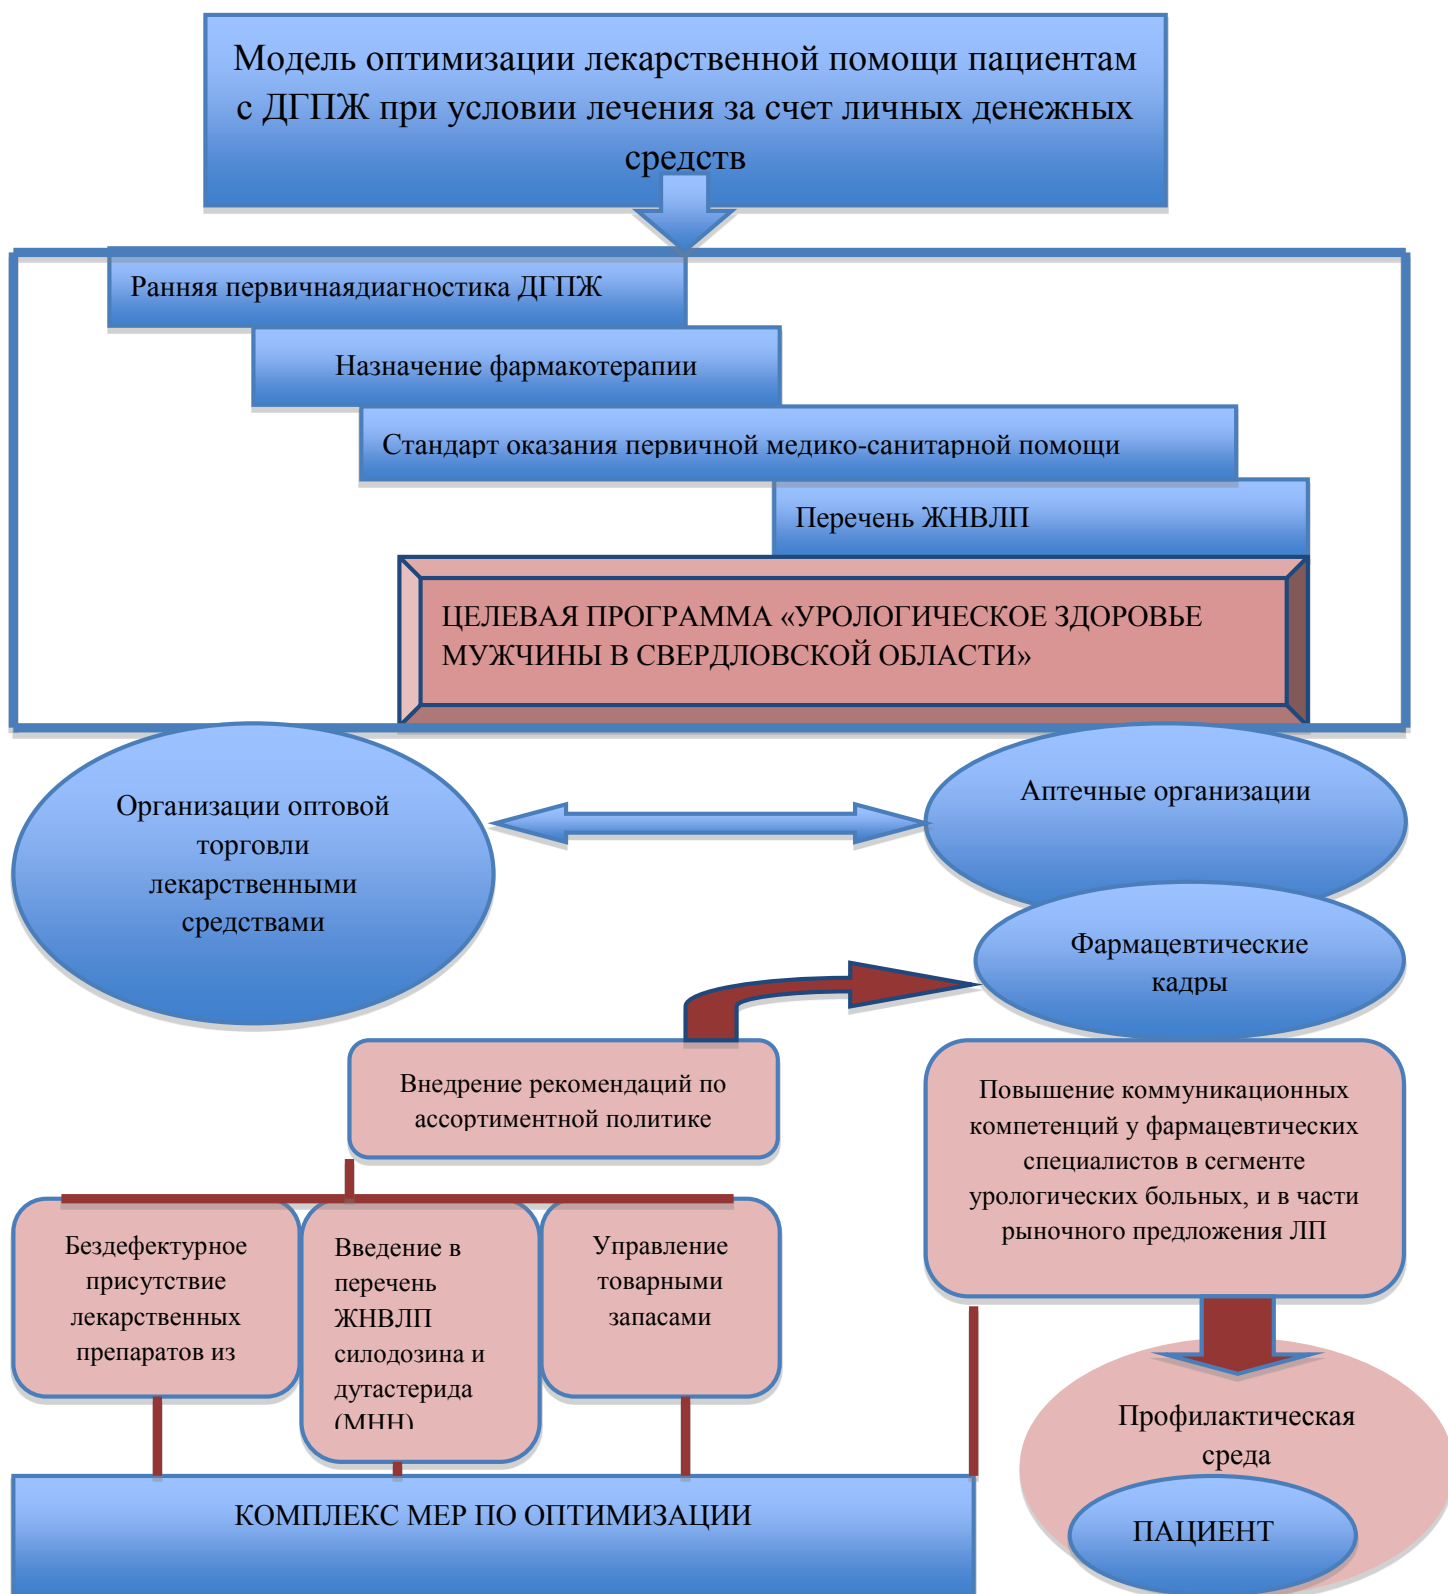 Модель оптимизации лекарственной помощи пациентам
с ДГПЖ при условии лечения за счет личных денежных
средств
Ранняя первичнаядиагностика ДГПЖ
Назначение фармакотерапии
Стандарт оказания первичной медико-санитарной помощи
Перечень ЖНВЛП
ЦЕЛЕВАЯ ПРОГРАММА «УРОЛОГИЧЕСКОЕ ЗДОРОВЬЕ
МУЖЧИНЫ В СВЕРДЛОВСКОЙ ОБЛАСТИ»
Организации оптовой
торговли
лекарственными
средствами
Аптечные организации
Фармацевтические
кадры
Внедрение рекомендаций по
ассортиментной политике
Повышение коммуникационных
компетенций у фармацевтических
специалистов в сегменте
урологических больных, и в части
рыночного предложения ЛП
Бездефектурное
присутствие
лекарственных
препаратов из
Введение в
перечень
ЖНВЛП
силодозина и
дутастерида
(МНН)
Управление
товарными
запасами
Профилактическая
среда
ПАЦИЕНТ
КОМПЛЕКС МЕР ПО ОПТИМИЗАЦИИ